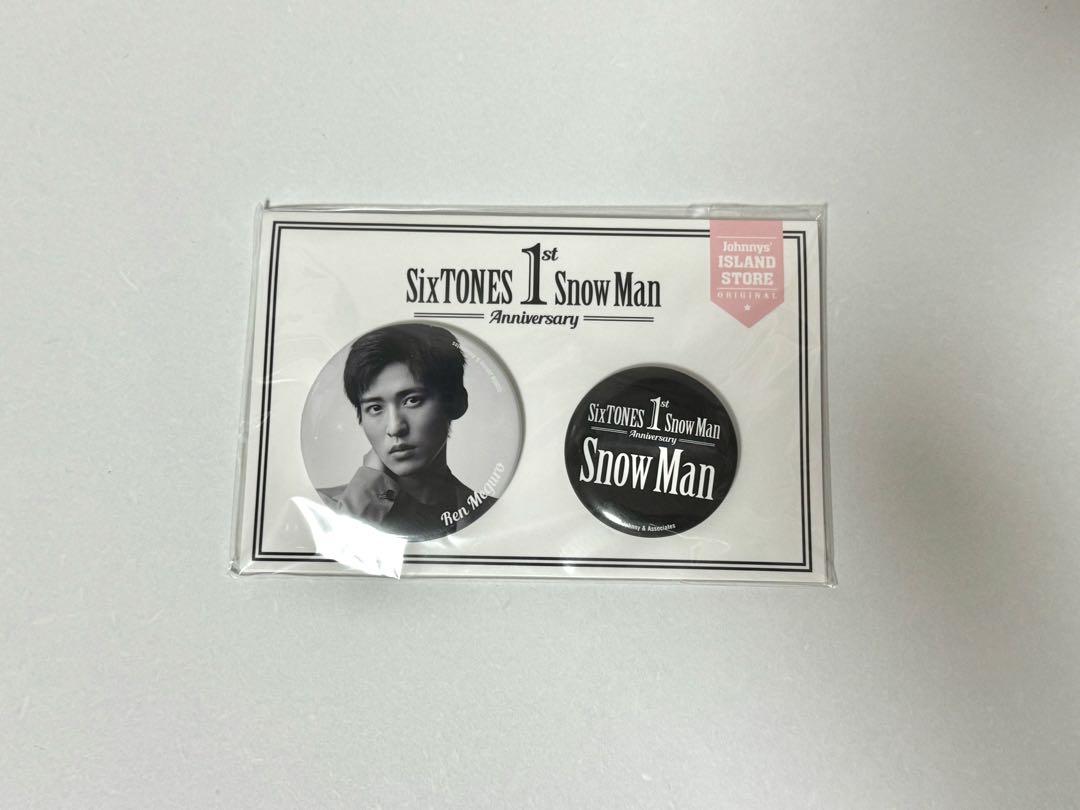 SixTONES 1st Snow Man
Anniversary
Johnnys'
ISLAND
STORE
ORIGINAL
Ren Meguro
SixTONES 1st Snow Man
Anniversary
Snow Man
Johnny & Associates